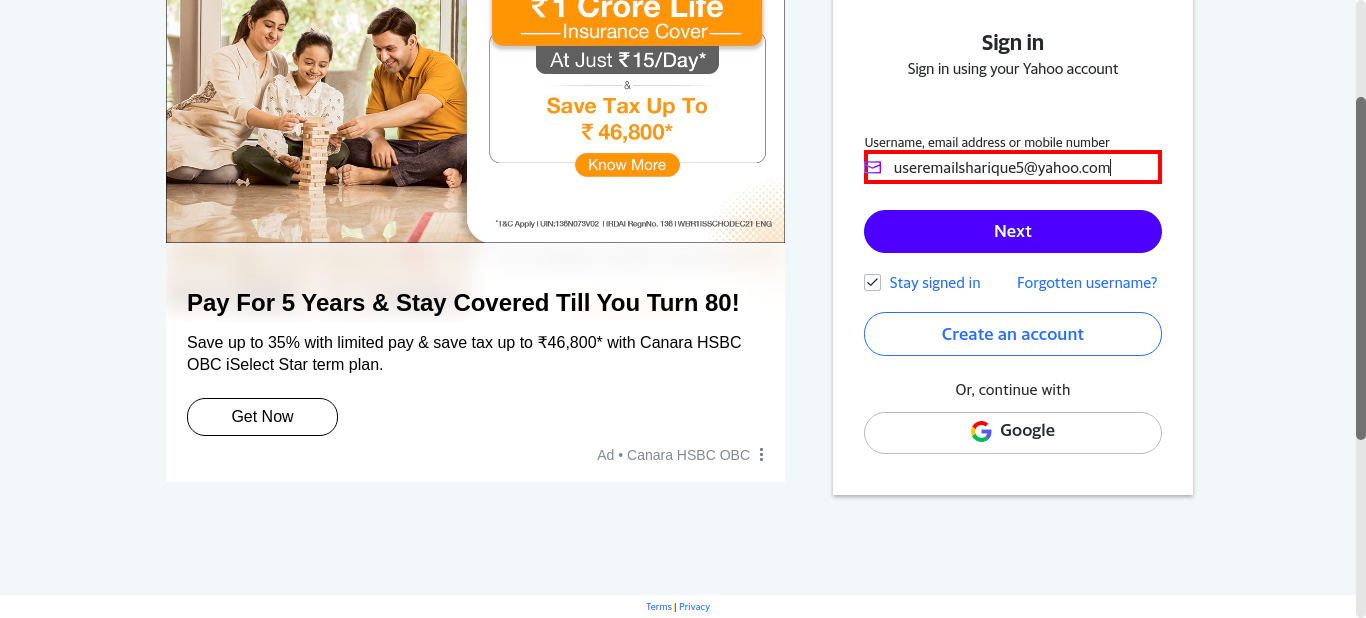 ₹1 Crore Life
Insurance Cover
At Just ₹15/Day*
&
Save Tax Up To
₹ 46,800*
Know More
*T&C Apply | UIN:136N073V02 | IRDAI RegnNo. 136 | WBR1ISSCHODEC21 ENG
Pay For 5 Years & Stay Covered Till You Turn 80!
Save up to 35% with limited pay & save tax up to ₹46,800* with Canara HSBC
OBC iSelect Star term plan.
Get Now
Ad • Canara HSBC OBC
Sign in
Sign in using your Yahoo account
Username, email address or mobile number
useremailsharique5@yahoo.com
Next
Stay signed in
Forgotten username?
Create an account
Or, continue with
Google
Terms | Privacy